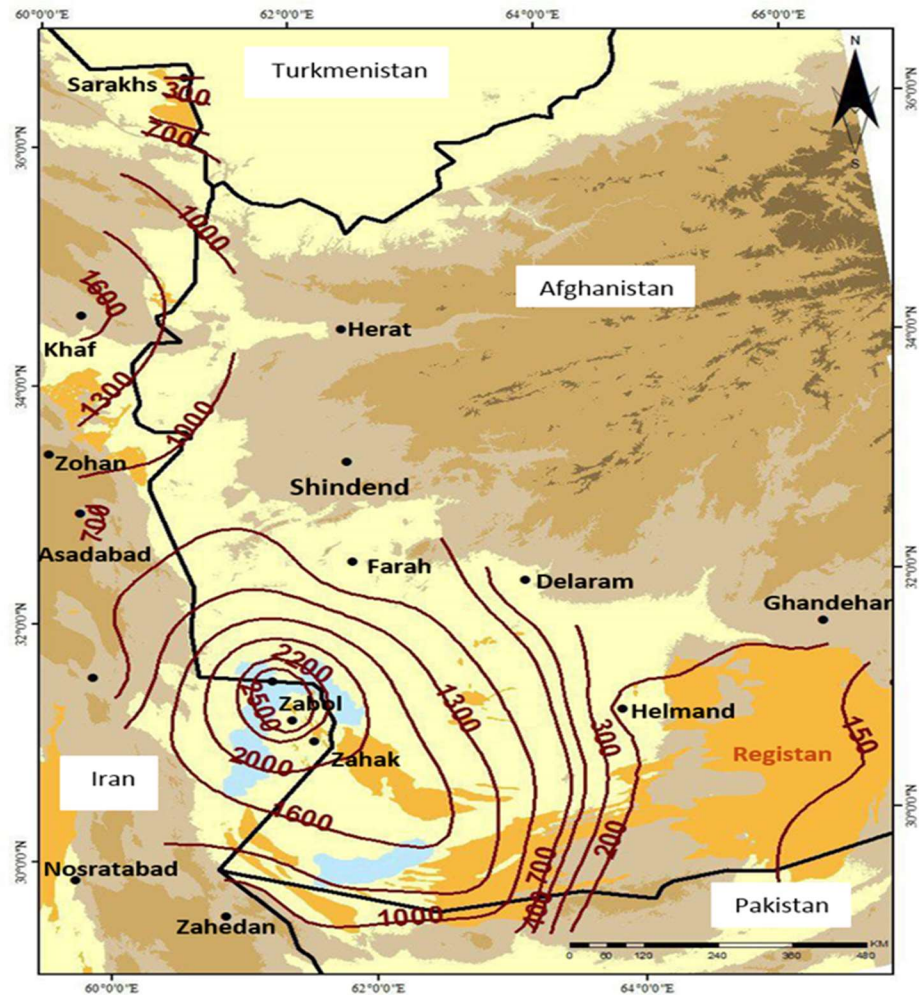 60°0'0"E 62°0'0"E 64°0'0"E 66°0'0"E
N
S
Turkmenistan
Sarakhs
300
700
36°0'0"N
36°0'0"N
1000
1600
Afghanistan
Herat
Khaf
34°0'0"N
34°0'0"N
1300
1000
Zohan
Shindend
700
Asadabad
Farah
Delaram
32°0'0"N
Ghandehar
32°0'0"N
2200
2500
Zabol
1300
Helmand
300
150
Registan
2000
Zahak
Iran
1600
30°0'0"N
200
700
30°0'0"N
Nosratabad
400
1000
Pakistan
Zahedan
KM
0 60 120 240 360 480
60°0'0"E 62°0'0"E 64°0'0"E